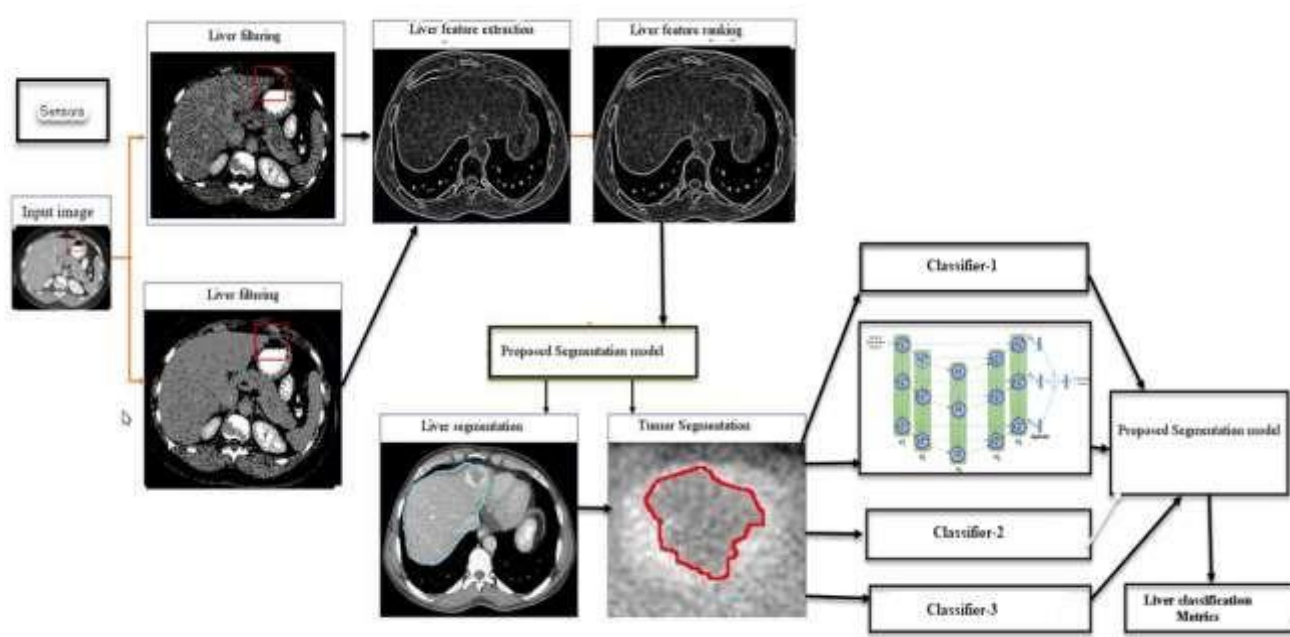 Liver filtering
Liver feature extraction
Liver feature ranking
Sensors
Input image
Liver filtering
Classifier-1
Proposed Segmentation model
Liver segmentation
Tumor Segmentation
Proposed Segmentation model
Classifier-2
Classifier-3
Liver classification
Metrics